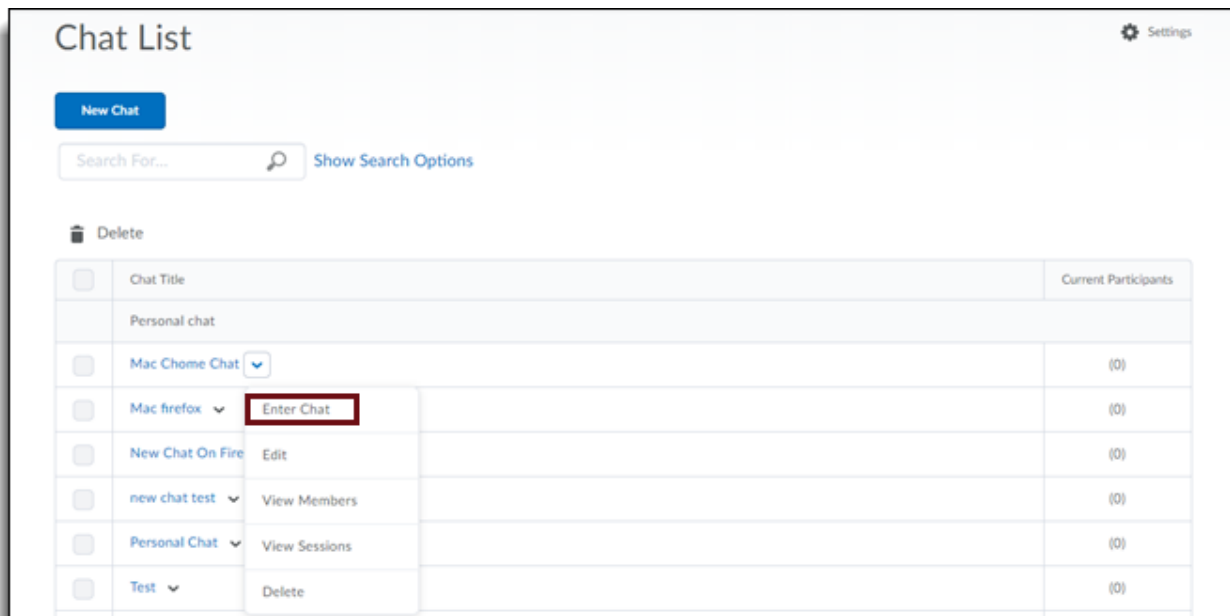 Chat List
Settings
New Chat
Search For...
Show Search Options
Delete
Chat Title Current Participants
Personal chat
Mac Chome Chat (0)
Mac firefox Enter Chat (0)
New Chat On Fire Edit (0)
new chat test View Members (0)
Personal Chat View Sessions (0)
Test Delete (0)